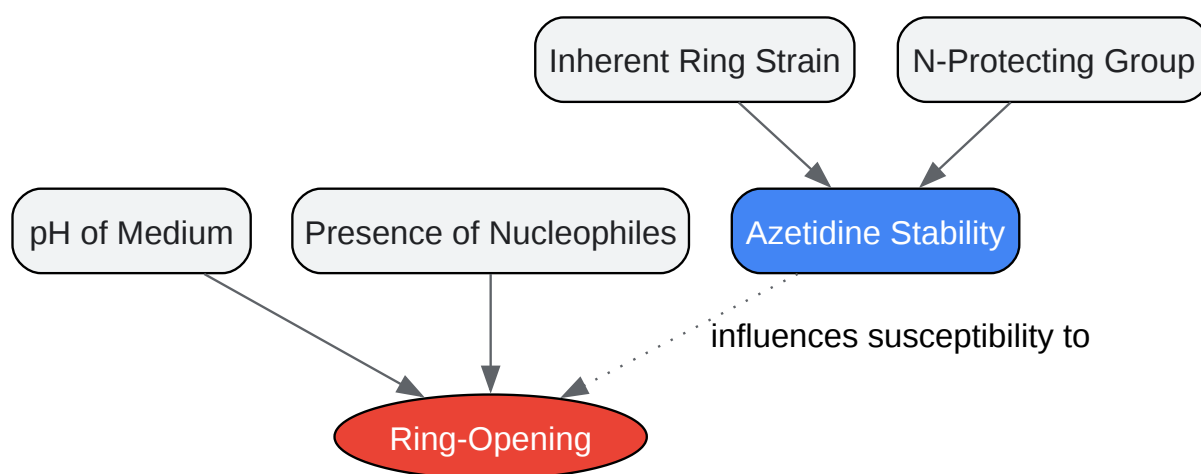 Inherent Ring Strain
N-Protecting Group
pH of Medium
Presence of Nucleophiles
Azetidine Stability
influences susceptibility to
Ring-Opening